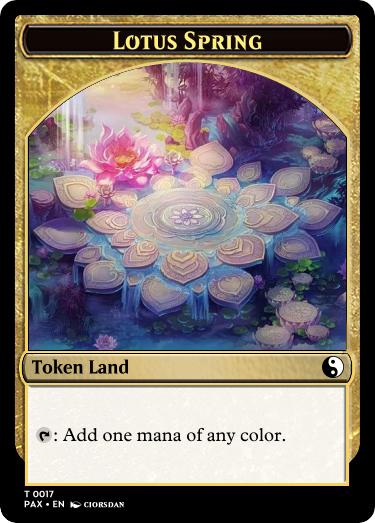 Lotus Spring
Token Land
: Add one mana of any color.
T 0017
PAX • EN CIORSDAN